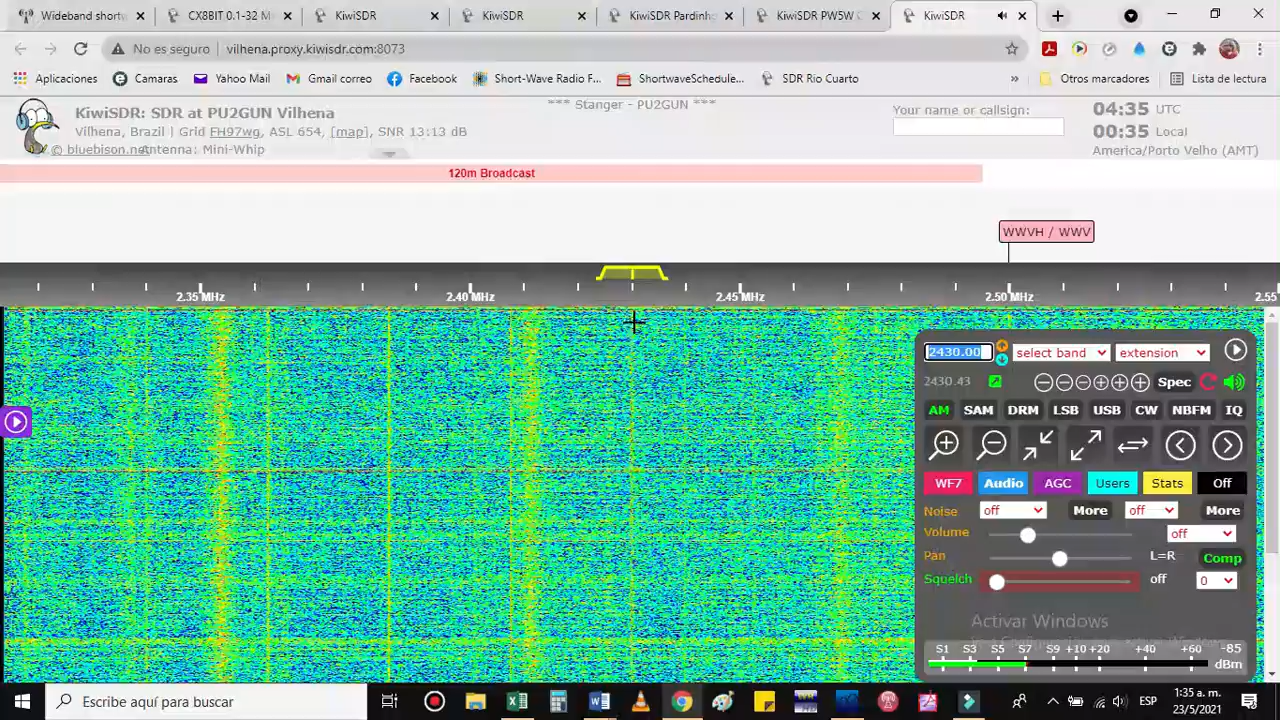 Wideband shortw
CX8BIT 0.1-32 M
KiwiSDR
KiwiSDR
KiwiSDR Pardinh
KiwiSDR PW5W C
KiwiSDR
No es seguro
vilhena.proxy.kiwisdr.com:8073
Aplicaciones
Camaras
Yahoo Mail
Gmail correo
Facebook
Short-Wave Radio F...
ShortwaveSchedule...
SDR Rio Cuarto
»
Otros marcadores
Lista de lectura
KiwiSDR: SDR at PU2GUN Vilhena
*** Stanger - PU2GUN ***
Your name or callsign:
04:35 UTC
Vilhena, Brazil | Grid FH97wg, ASL 654, [map], SNR 13:13 dB
00:35 Local
© bluebison.net
Antenna: Mini-Whip
America/Porto Velho (AMT)
120m Broadcast
WWVH / WWV
2.35 MHz
2.40 MHz
2.45 MHz
2.50 MHz
2.55
2430.00
select band
extension
2430.43
Spec
AM SAM DRM LSB USB CW NBFM IQ
WF7 Audio AGC Users Stats Off
Noise off More off More
Volume off
Pan L=R Comp
Squelch off 0
Activar Windows
S1 S3 S5 S7 S9 +10 +20 +40 +60 -85
dBm
Escribe aquí para buscar
ESP
1:35 a. m.
23/5/2021